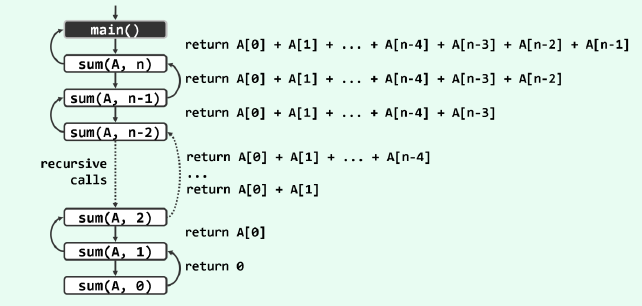 main()
return A[0] + A[1] + ... + A[n-4] + A[n-3] + A[n-2] + A[n-1]
sum(A, n)
return A[0] + A[1] + ... + A[n-4] + A[n-3] + A[n-2]
sum(A, n-1)
return A[0] + A[1] + ... + A[n-4] + A[n-3]
sum(A, n-2)
recursive
calls
return A[0] + A[1] + ... + A[n-4]
...
return A[0] + A[1]
sum(A, 2)
return A[0]
sum(A, 1)
return 0
sum(A, 0)